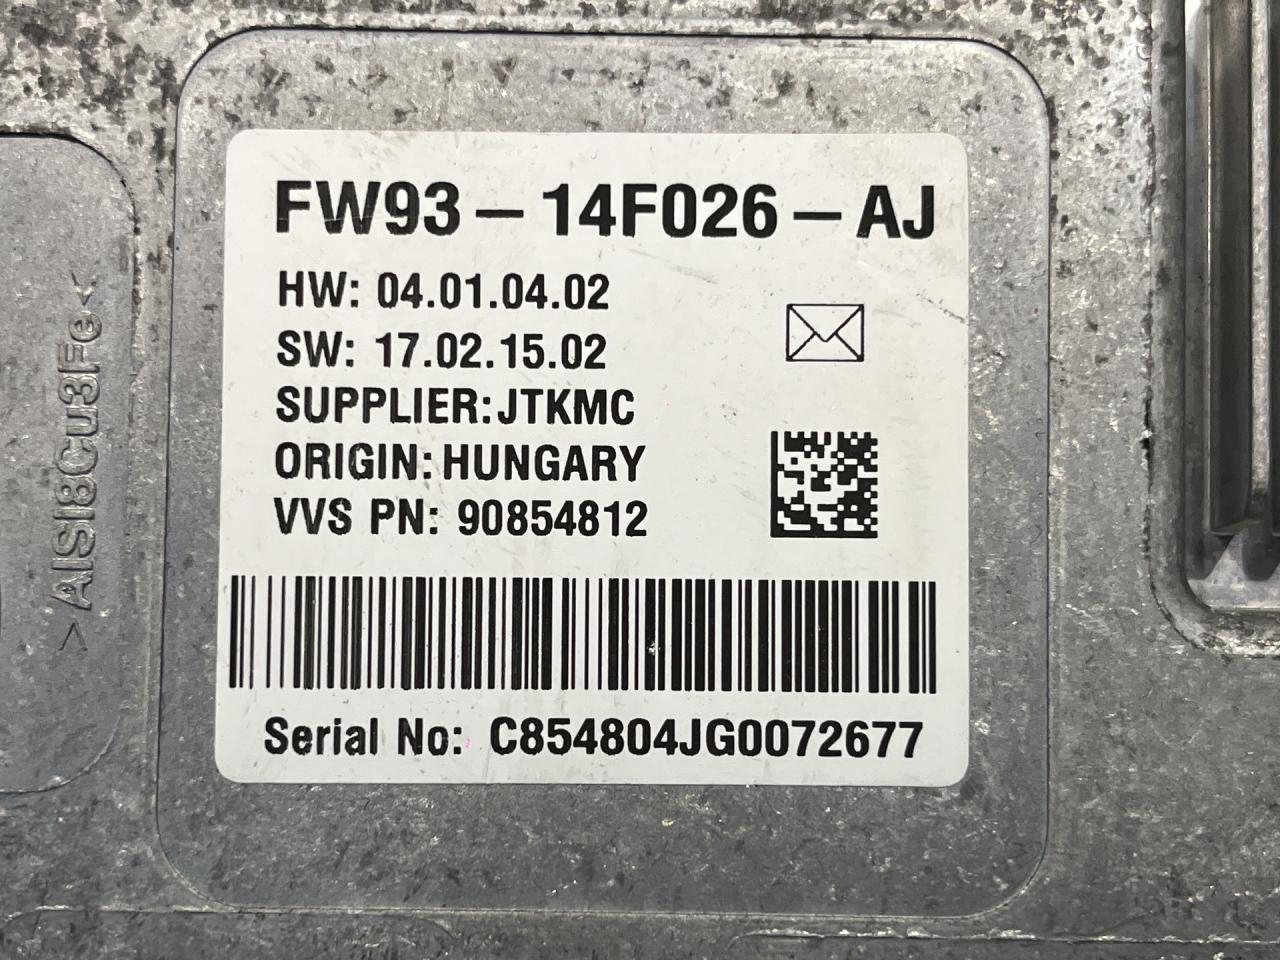 FW93-14F026-AJ
HW: 04.01.04.02
SW: 17.02.15.02
SUPPLIER: JTKMC
ORIGIN: HUNGARY
VVS PN: 90854812
Serial No: C854804JG0072677
>AlSi8Cu3Fe<